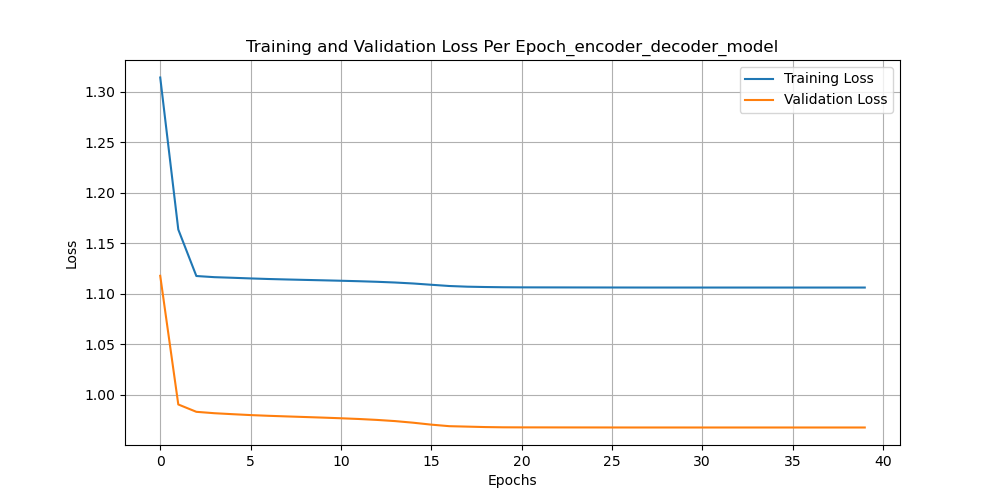 Training and Validation Loss Per Epoch_encoder_decoder_model
Training Loss
Validation Loss
1.30
1.25
1.20
1.15
1.10
1.05
1.00
Loss
0 5 10 15 20 25 30 35 40
Epochs